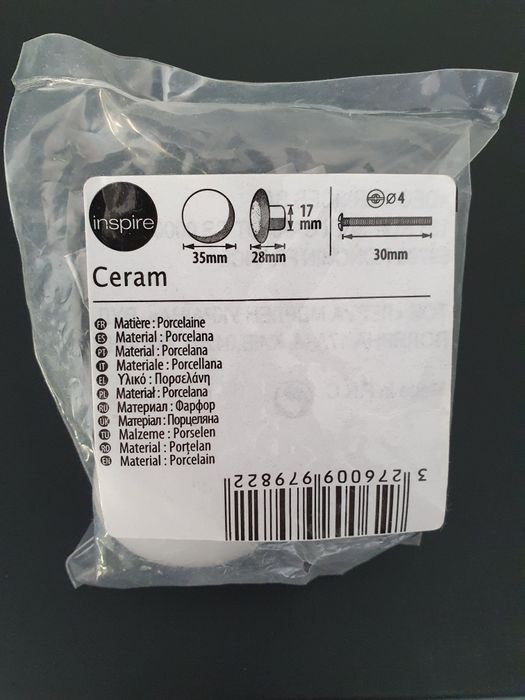 inspire
35mm
28mm
17
mm
Ø4
30mm
Ceram
FR Matière : Porcelaine
ES Material : Porcelana
PT Material : Porcelana
IT Materiale : Porcellana
EL Υλικό : Πορσελάνη
PL Materiał : Porcelana
RU Материал : Фарфор
UK Матеріал : Порцеляна
TU Malzeme : Porselen
RO Material : Porțelan
EN Material : Porcelain
3 276009 979822